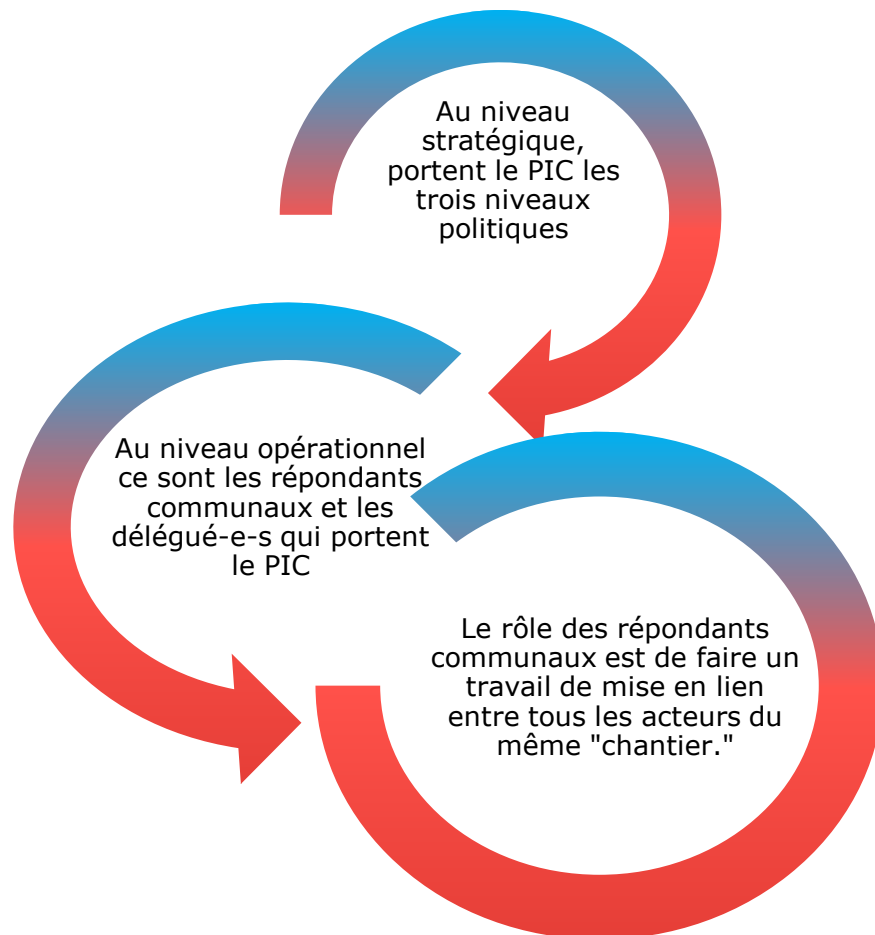 Au niveau
stratégique,
portent le PIC les
trois niveaux
politiques
Au niveau opérationnel
ce sont les répondants
communaux et les
délégué-e-s qui portent
le PIC
Le rôle des répondants
communaux est de faire un
travail de mise en lien
entre tous les acteurs du
même "chantier."